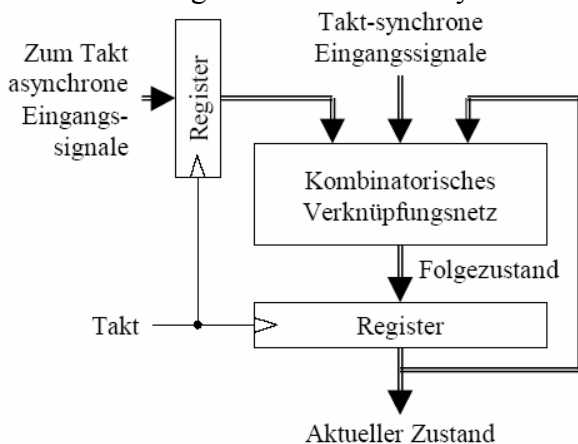 Zum Takt
asynchrone
Eingangs-
signale
Register
Takt-synchrone
Eingangssignale
Kombinatorisches
Verknüpfungsnetz
Folgezustand
Takt
Register
Aktueller Zustand